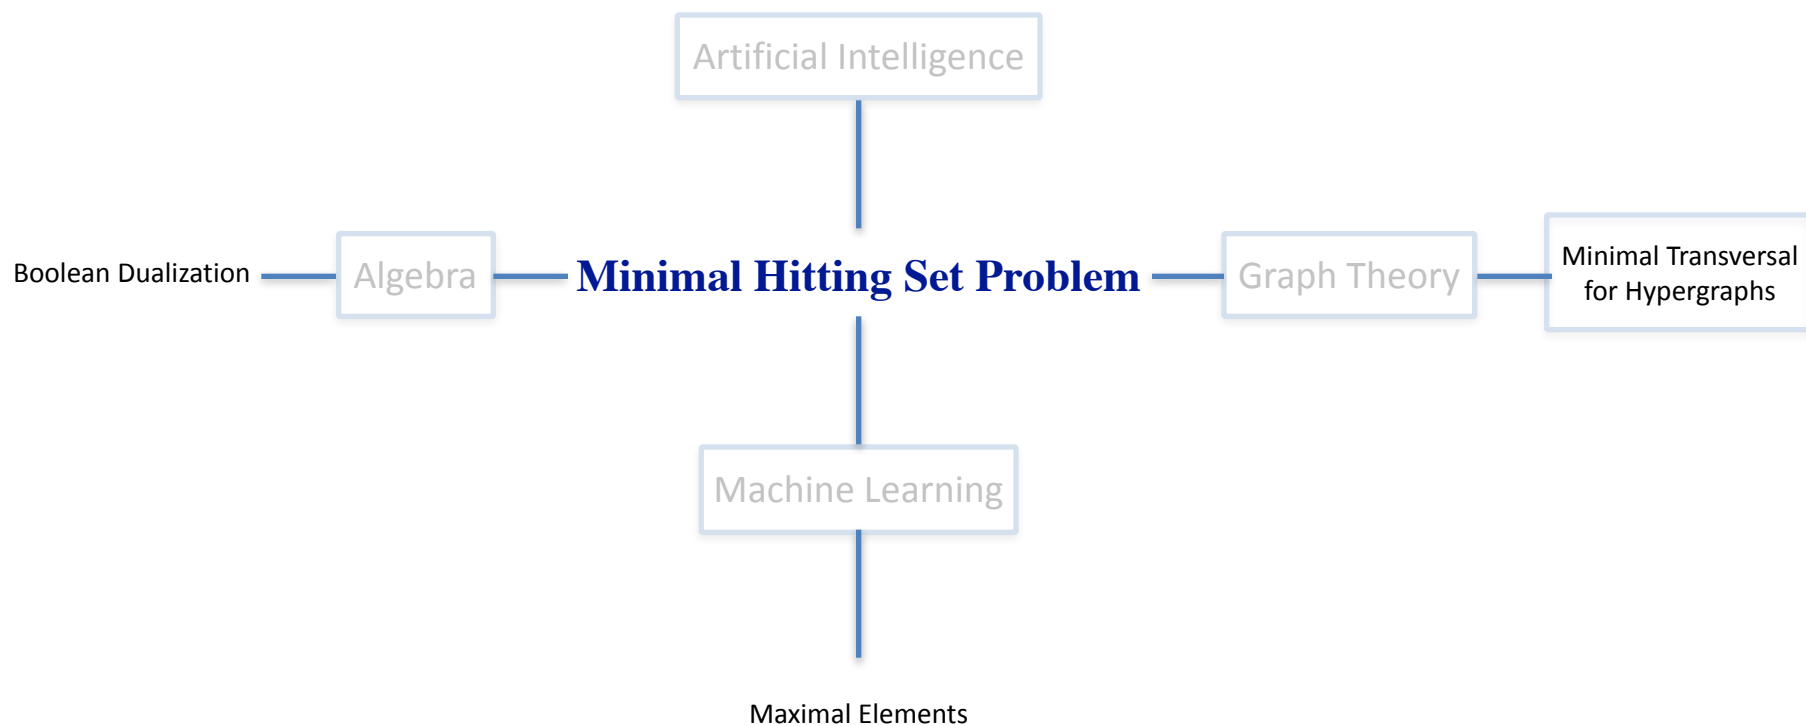 Artificial Intelligence
Boolean Dualization
Algebra
Minimal Hitting Set Problem
Graph Theory
Minimal Transversal
for Hypergraphs
Machine Learning
Maximal Elements